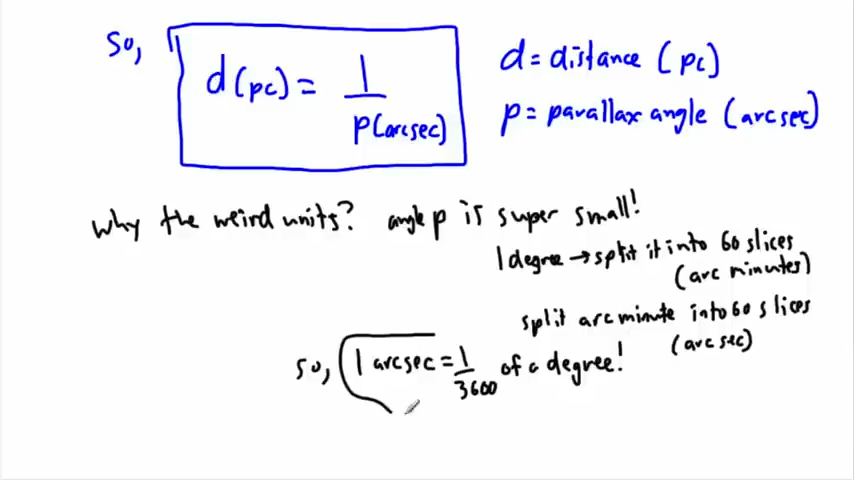 so,
d(pc) = 1
p(arcsec)
d = distance (pc)
p = parallax angle (arcsec)
why the weird units? angle p is super small!
1 degree → split it into 60 slices
(arc minutes)
split arc minute into 60 slices
(arc sec)
so, 1 arcsec = 1/3600 of a degree!